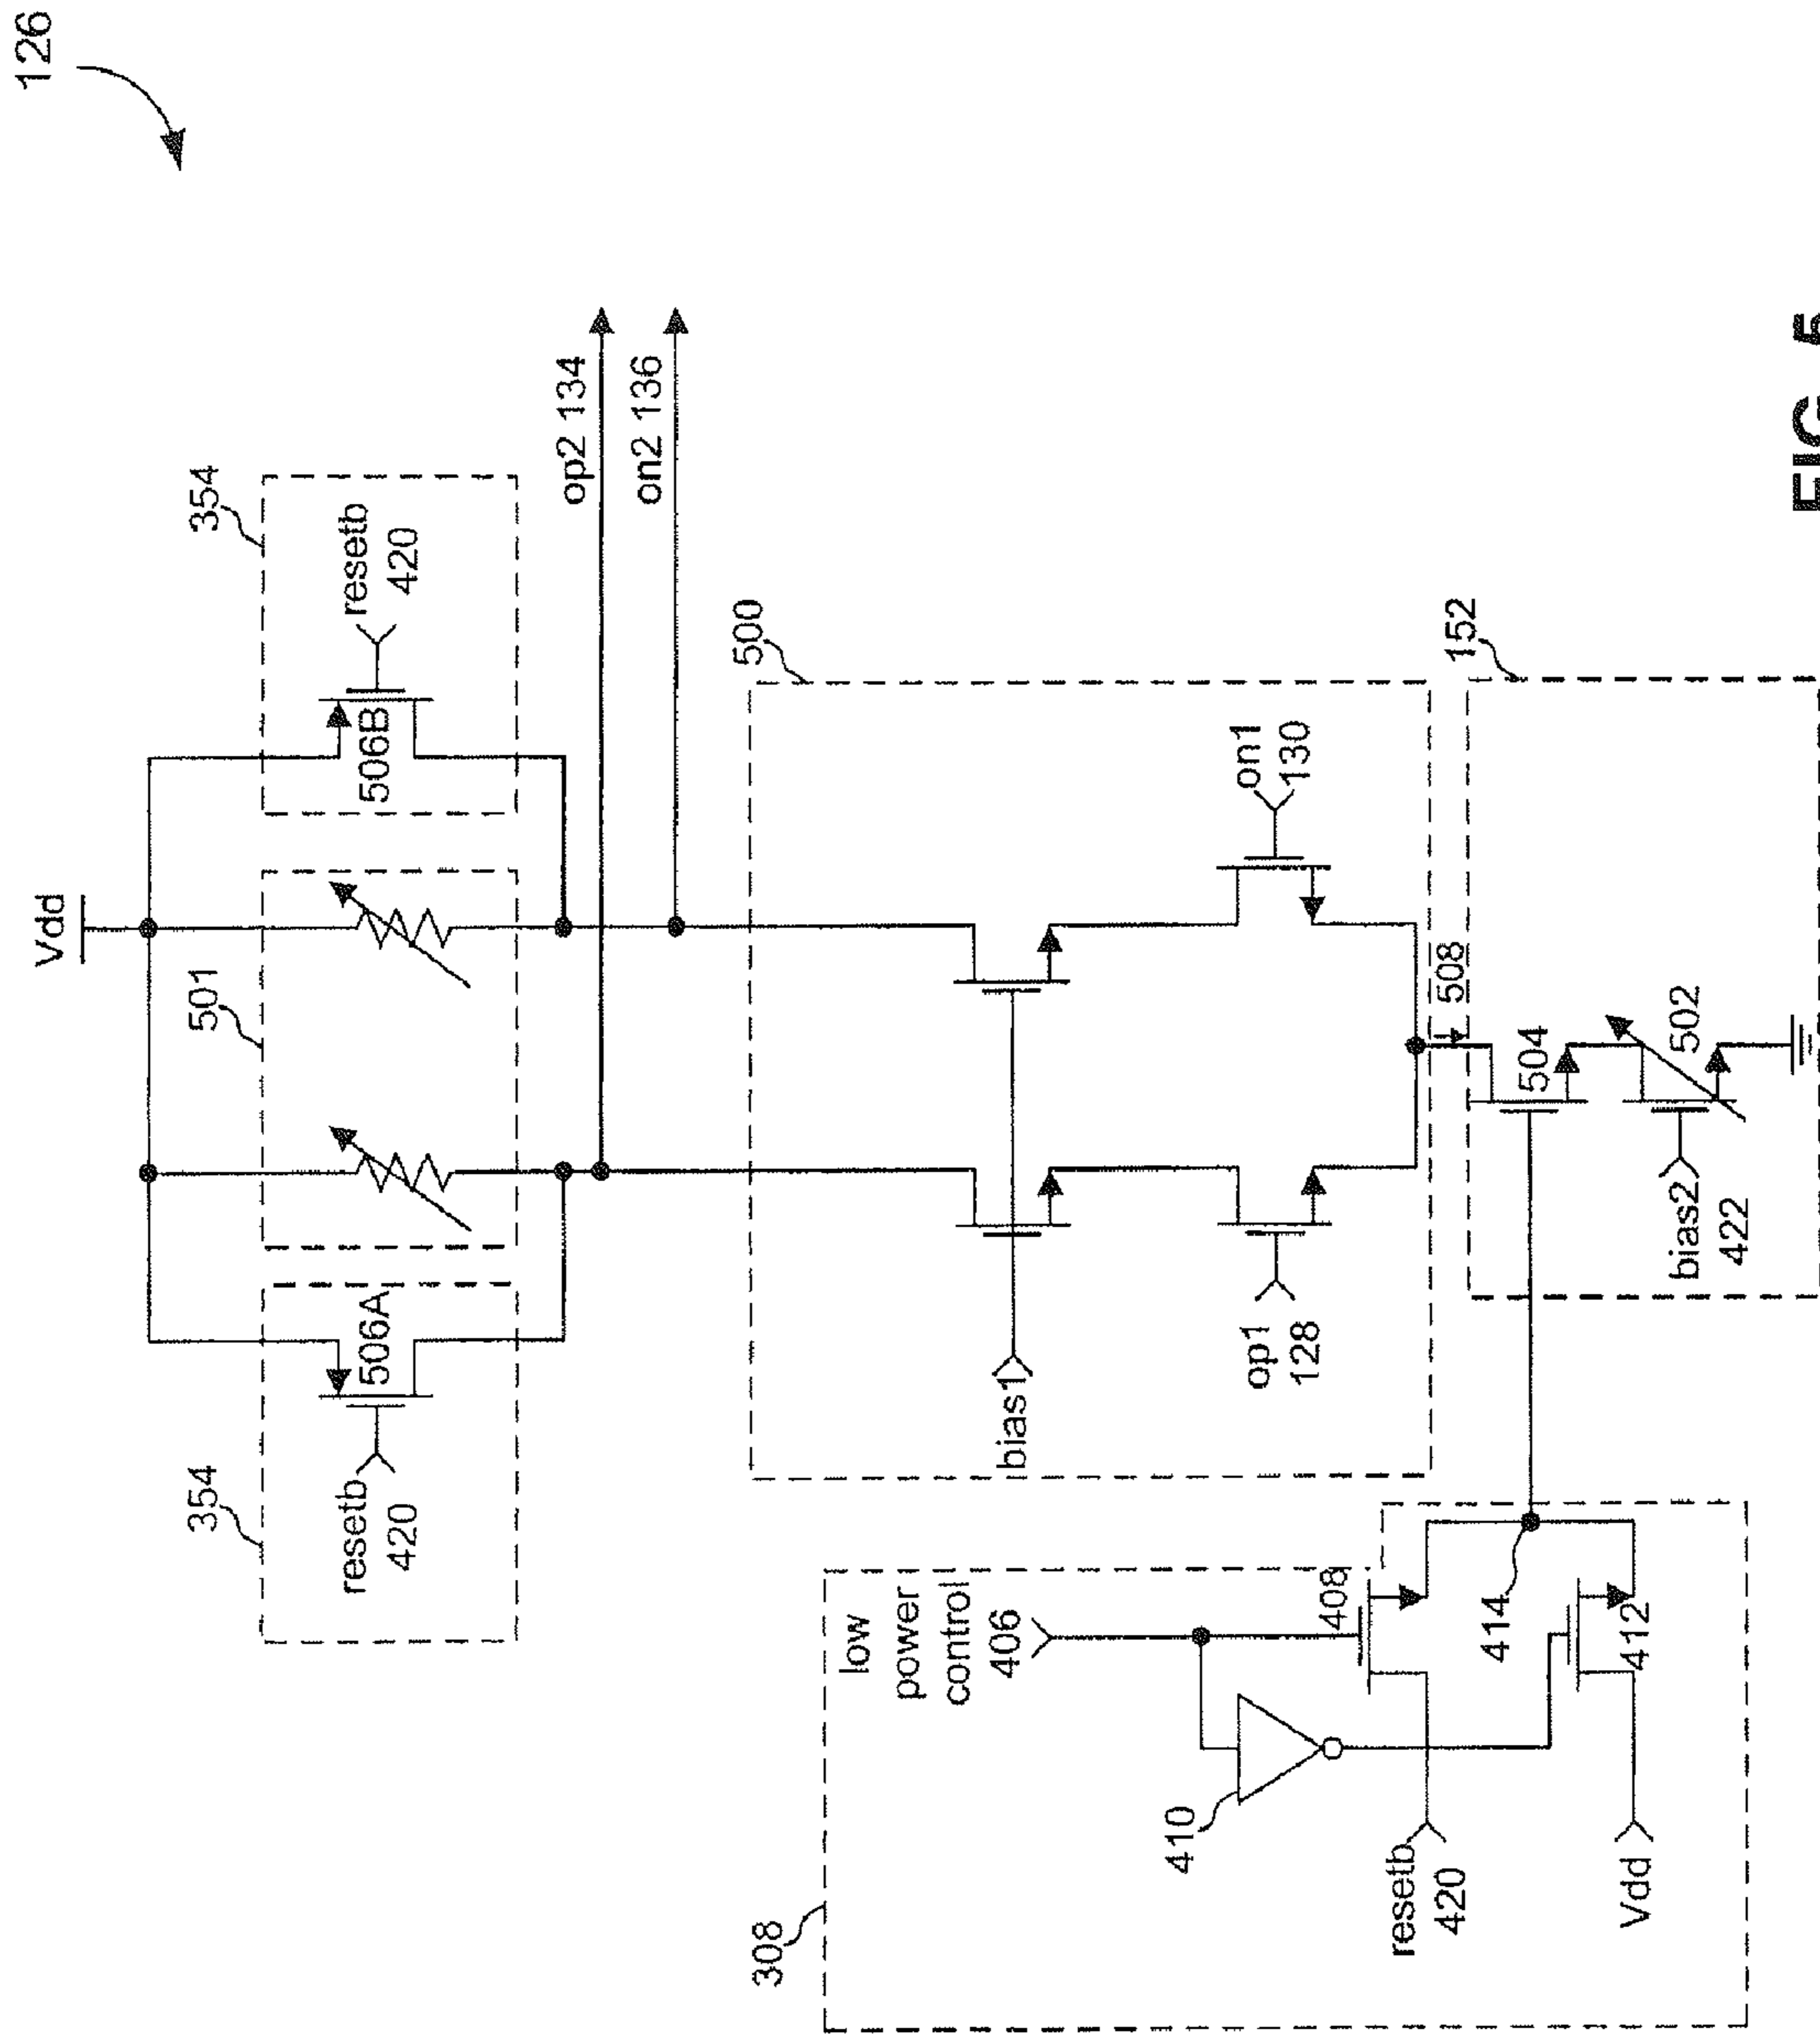 126
Vdd
354
501
354
resetb
420
506A
506B
resetb
420
op2 134
on2 136
500
bias1
op1
128
on1
130
508
152
504
502
bias2
422
308
low
power
control
406
408
410
414
412
resetb
420
Vdd
FIG. 5